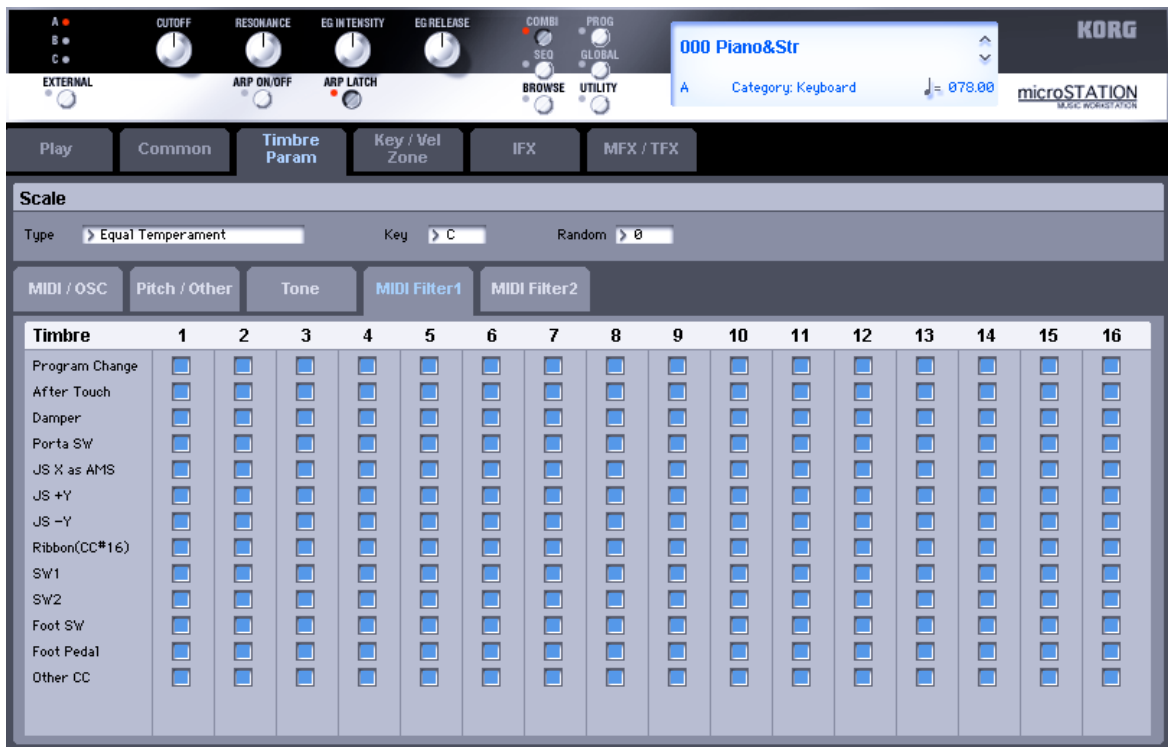 A CUTOFF RESONANCE EG INTENSITY EG RELEASE COMBI PROG KORG
B
C SEQ GLOBAL
000 Piano&Str
EXTERNAL ARP ON/OFF ARP LATCH BROWSE UTILITY
A Category: Keyboard ♩= 078.00
microSTATION
MUSIC WORKSTATION
Play Common Timbre Param Key / Vel Zone IFX MFX / TFX
Scale
Type Equal Temperament Key C Random 0
MIDI / OSC Pitch / Other Tone MIDI Filter1 MIDI Filter2
Timbre 1 2 3 4 5 6 7 8 9 10 11 12 13 14 15 16
Program Change
After Touch
Damper
Porta SW
JS X as AMS
JS +Y
JS -Y
Ribbon(CC#16)
SW1
SW2
Foot SW
Foot Pedal
Other CC